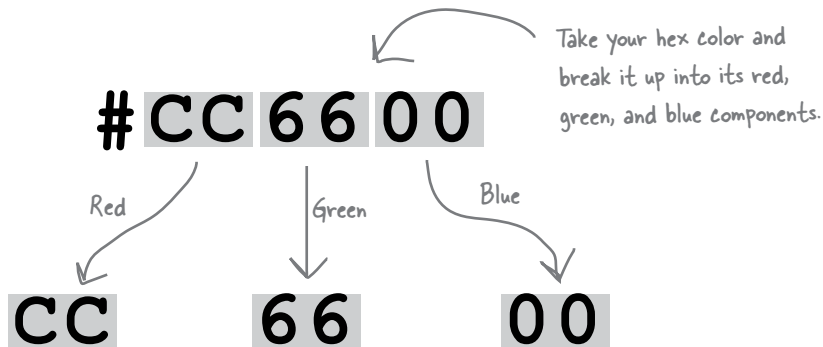 Take your hex color and
break it up into its red,
green, and blue components.
#CC6600
Red
Green
Blue
CC
66
00